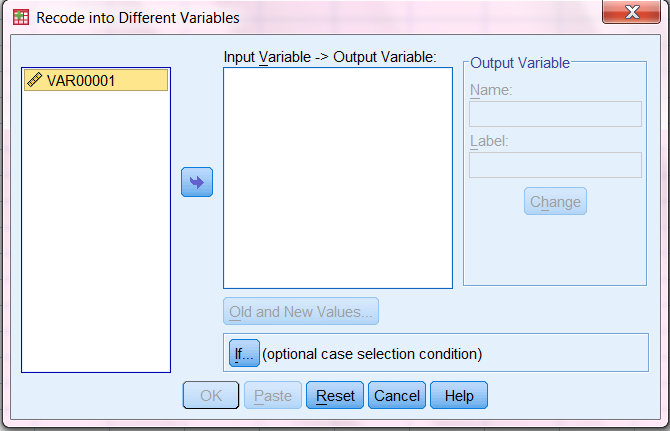 Recode into Different Variables
VAR00001
Input Variable -> Output Variable:
Output Variable
Name:
Label:
Change
Old and New Values...
If... (optional case selection condition)
OK Paste Reset Cancel Help